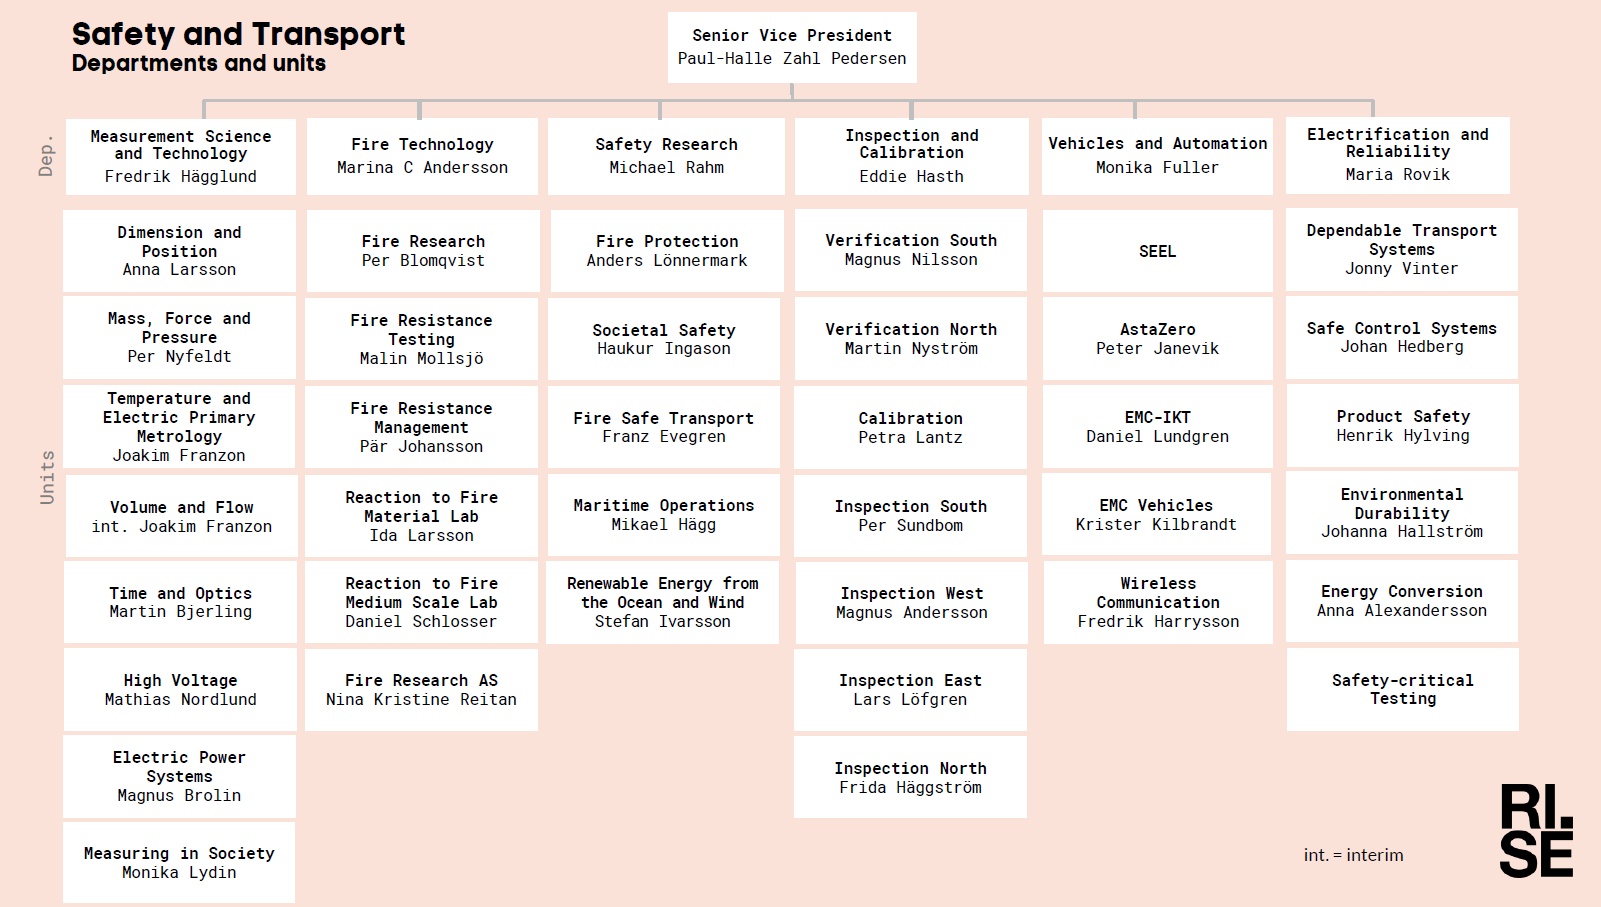 Safety and Transport
Departments and units
Senior Vice President
Paul-Halle Zahl Pedersen
Dep.
Measurement Science
and Technology
Fredrik Hägglund
Fire Technology
Marina C Andersson
Safety Research
Michael Rahm
Inspection and
Calibration
Eddie Hasth
Vehicles and Automation
Monika Fuller
Electrification and
Reliability
Maria Rovik
Units
Dimension and
Position
Anna Larsson
Mass, Force and
Pressure
Per Nyfeldt
Temperature and
Electric Primary
Metrology
Joakim Franzon
Volume and Flow
int. Joakim Franzon
Time and Optics
Martin Bjerling
High Voltage
Mathias Nordlund
Electric Power
Systems
Magnus Brolin
Measuring in Society
Monika Lydin
Fire Research
Per Blomqvist
Fire Resistance
Testing
Malin Mollsjö
Fire Resistance
Management
Pär Johansson
Reaction to Fire
Material Lab
Ida Larsson
Reaction to Fire
Medium Scale Lab
Daniel Schlosser
Fire Research AS
Nina Kristine Reitan
Fire Protection
Anders Lönnermark
Societal Safety
Haukur Ingason
Fire Safe Transport
Franz Evegren
Maritime Operations
Mikael Hägg
Renewable Energy from
the Ocean and Wind
Stefan Ivarsson
Verification South
Magnus Nilsson
Verification North
Martin Nyström
Calibration
Petra Lantz
Inspection South
Per Sundbom
Inspection West
Magnus Andersson
Inspection East
Lars Löfgren
Inspection North
Frida Häggström
SEEL
AstaZero
Peter Janevik
EMC-IKT
Daniel Lundgren
EMC Vehicles
Krister Kilbrandt
Wireless
Communication
Fredrik Harrysson
Dependable Transport
Systems
Jonny Vinter
Safe Control Systems
Johan Hedberg
Product Safety
Henrik Hylving
Environmental
Durability
Johanna Hallström
Energy Conversion
Anna Alexandersson
Safety-critical
Testing
int. = interim
RI.
SE